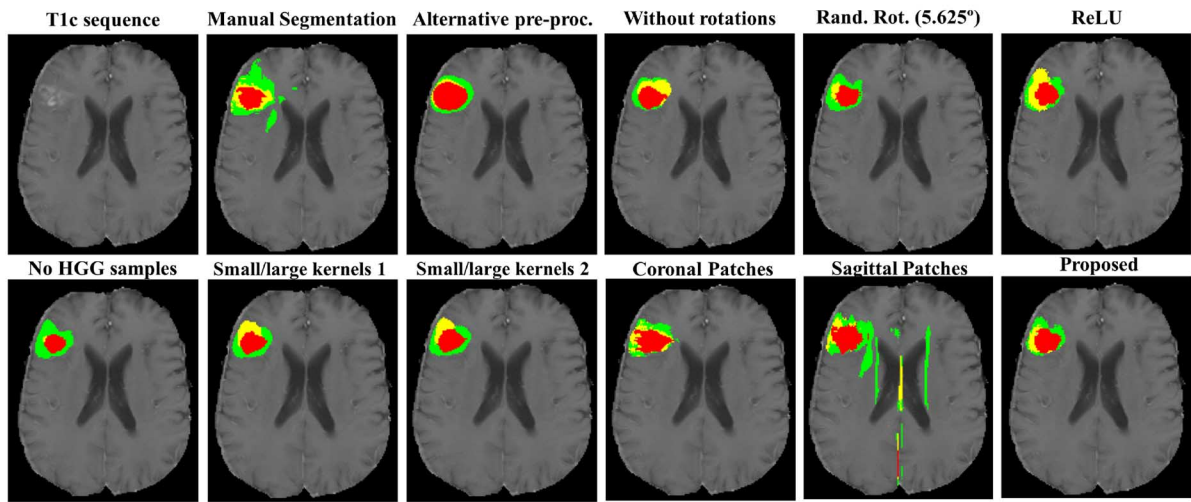 T1c sequence
Manual Segmentation
Alternative pre-proc.
Without rotations
Rand. Rot. (5.625º)
ReLU
No HGG samples
Small/large kernels 1
Small/large kernels 2
Coronal Patches
Sagittal Patches
Proposed